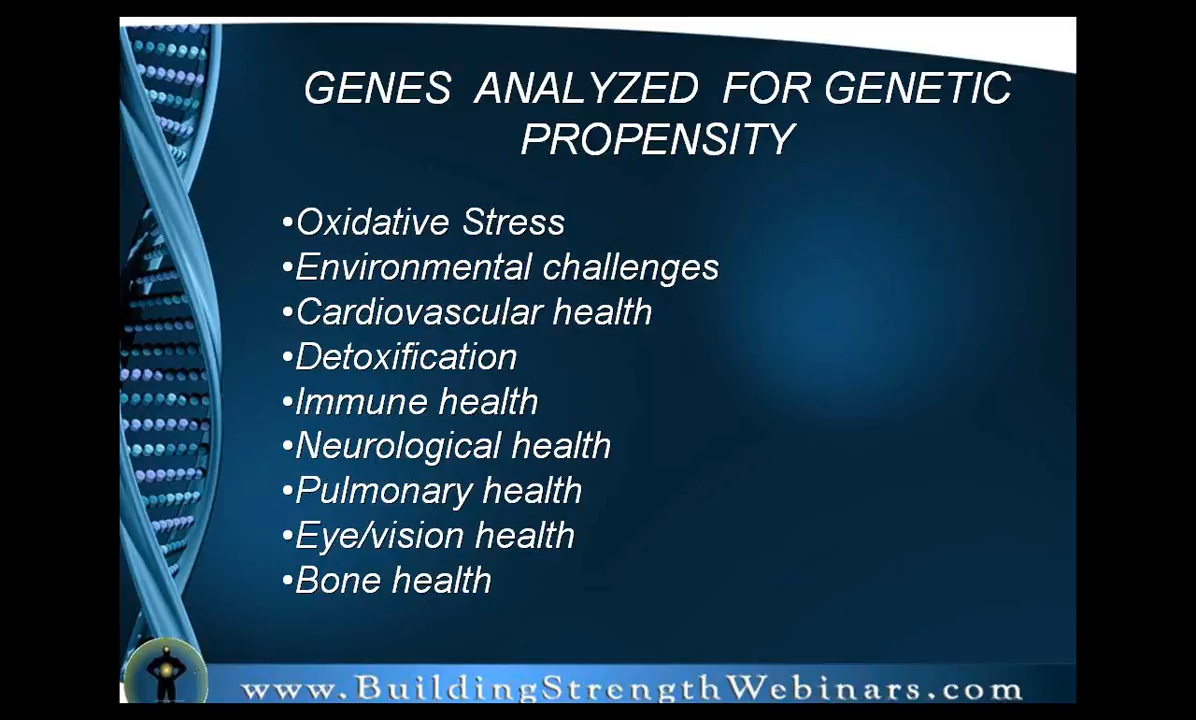 GENES ANALYZED FOR GENETIC
PROPENSITY
•Oxidative Stress
•Environmental challenges
•Cardiovascular health
•Detoxification
•Immune health
•Neurological health
•Pulmonary health
•Eye/vision health
•Bone health
www.BuildingStrengthWebinars.com